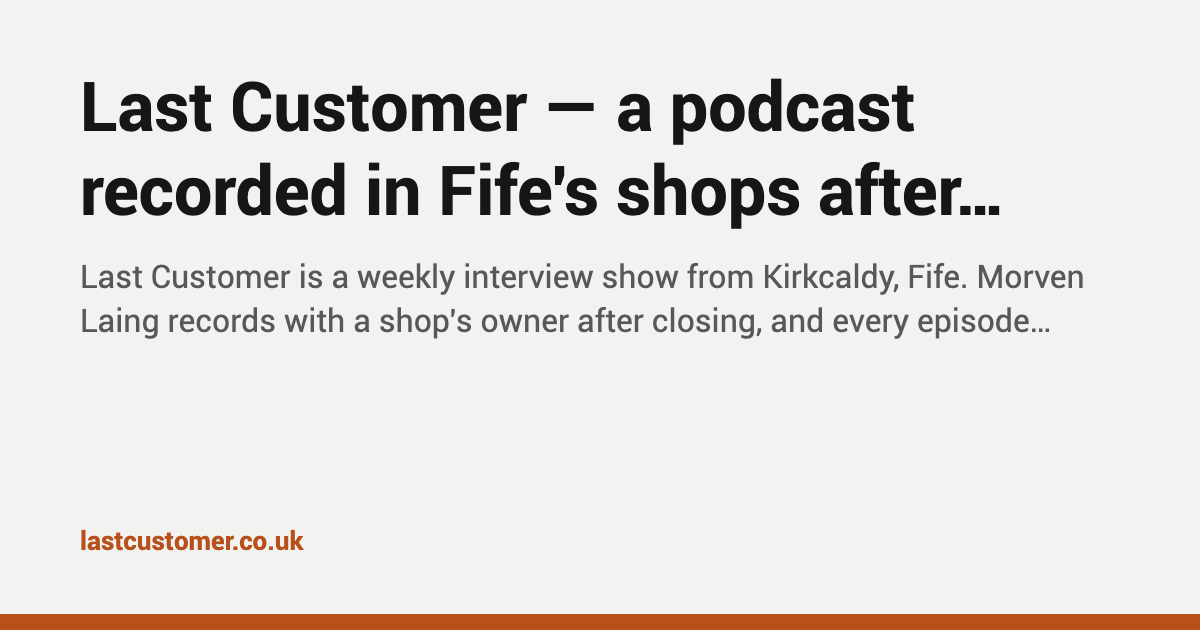 Last Customer — a podcast
recorded in Fife's shops after…
Last Customer is a weekly interview show from Kirkcaldy, Fife. Morven
Laing records with a shop's owner after closing, and every episode…
lastcustomer.co.uk